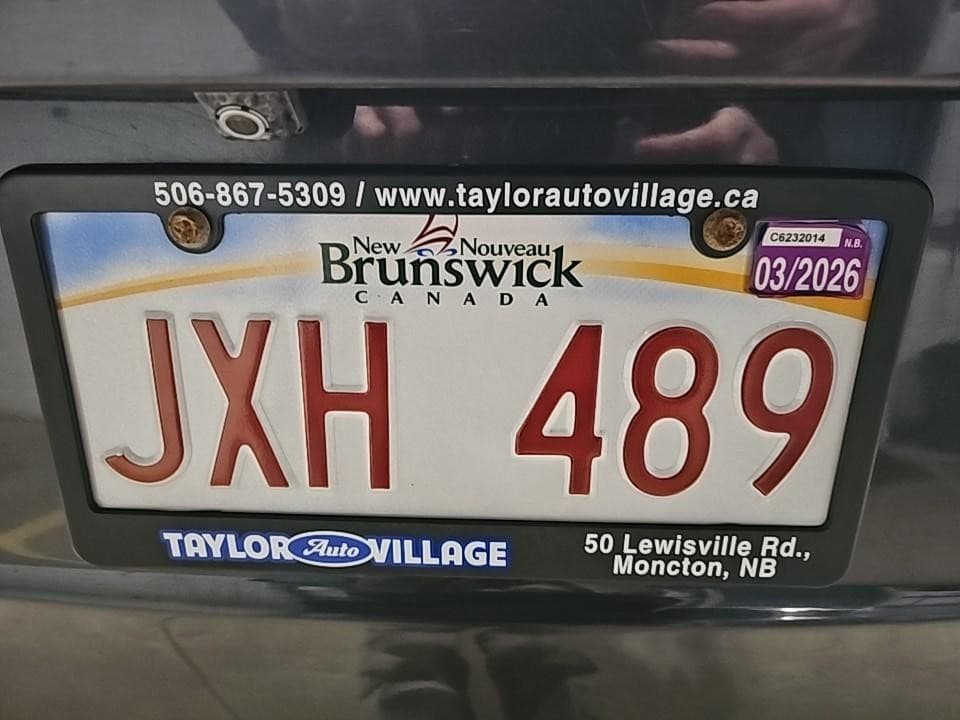 506-867-5309 / www.taylorautovillage.ca
New Nouveau
Brunswick
CANADA
C6232014 N.B.
03/2026
JXH 489
TAYLOR Auto VILLAGE
50 Lewisville Rd.,
Moncton, NB